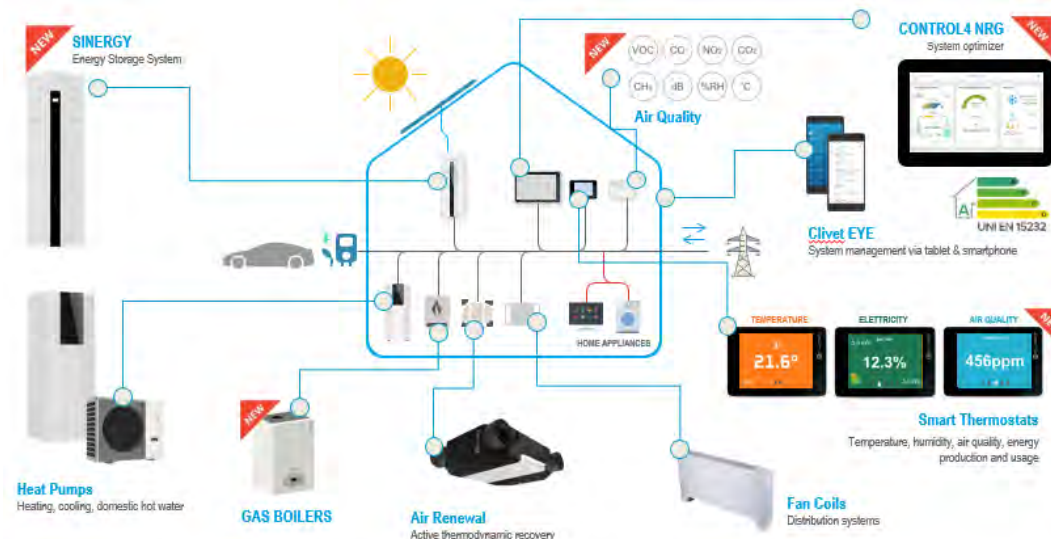 NEW
SINERGY
Energy Storage System
NEW
VOC CO NO₂ CO₂
CH₄ dB %RH °C
Air Quality
CONTROL4 NRG
NEW
System optimizer
A
UNI EN 15232
Clivet EYE
System management via tablet & smartphone
HOME APPLIANCES
TEMPERATURE
ELETTRICITY
AIR QUALITY
NEW
21.6°
12.3%
456ppm
Smart Thermostats
Temperature, humidity, air quality, energy
production and usage
Heat Pumps
Heating, cooling, domestic hot water
NEW
GAS BOILERS
Air Renewal
Active thermodynamic recovery
Fan Coils
Distribution systems